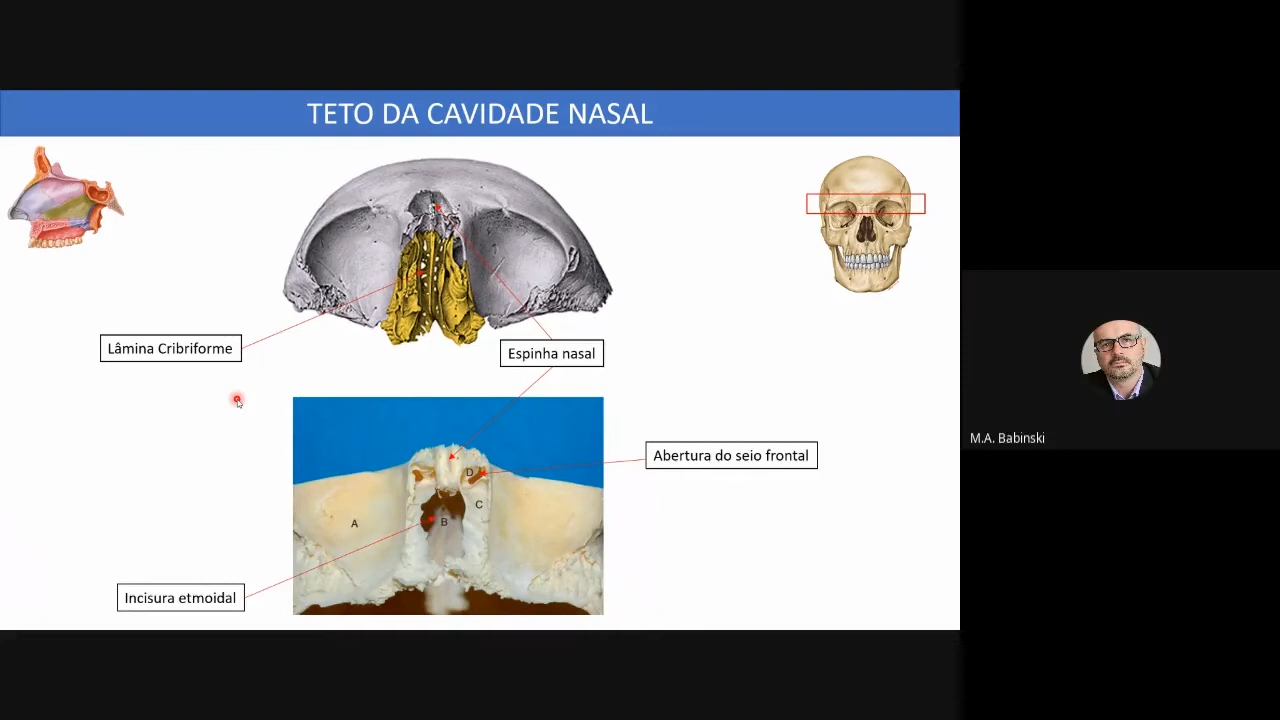 TETO DA CAVIDADE NASAL
Lâmina Cribriforme
Espinha nasal
Abertura do seio frontal
D
C
A
B
Incisura etmoidal
M.A. Babinski